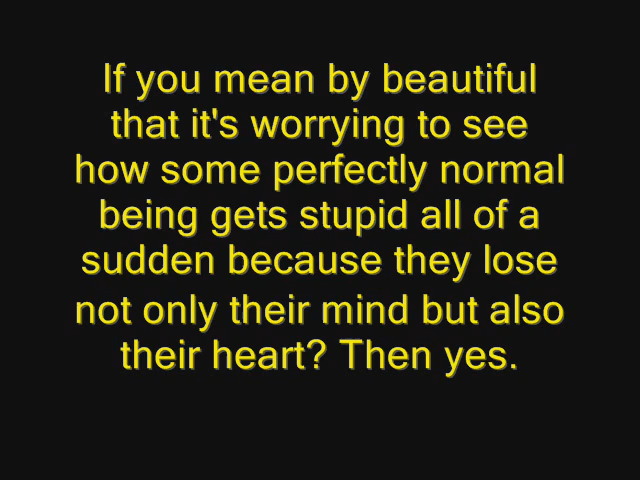 If you mean by beautiful
that it's worrying to see
how some perfectly normal
being gets stupid all of a
sudden because they lose
not only their mind but also
their heart? Then yes.